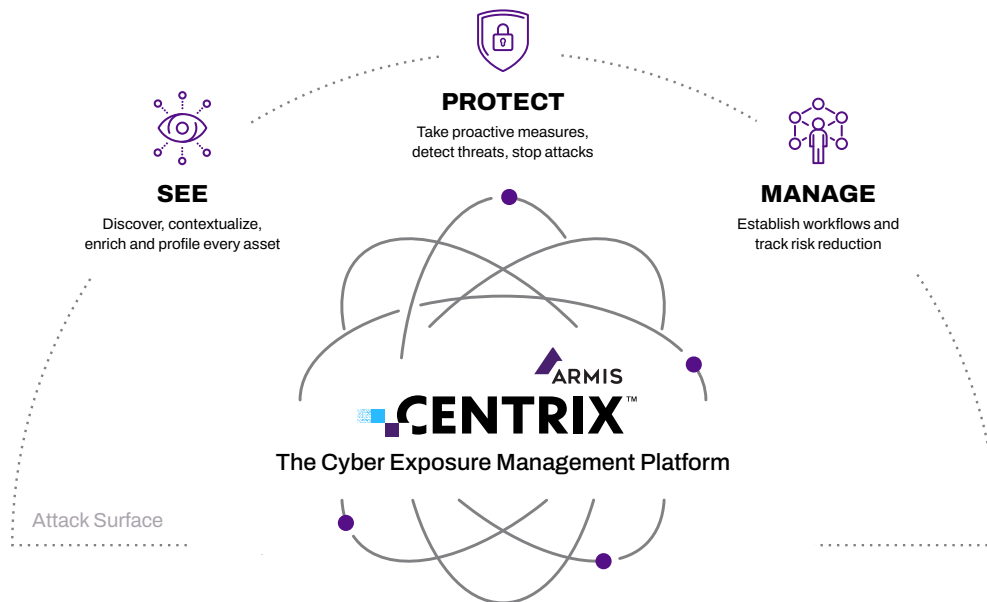 PROTECT
Take proactive measures,
detect threats, stop attacks
SEE
Discover, contextualize,
enrich and profile every asset
MANAGE
Establish workflows and
track risk reduction
ARMIS
CENTRIX™
The Cyber Exposure Management Platform
Attack Surface